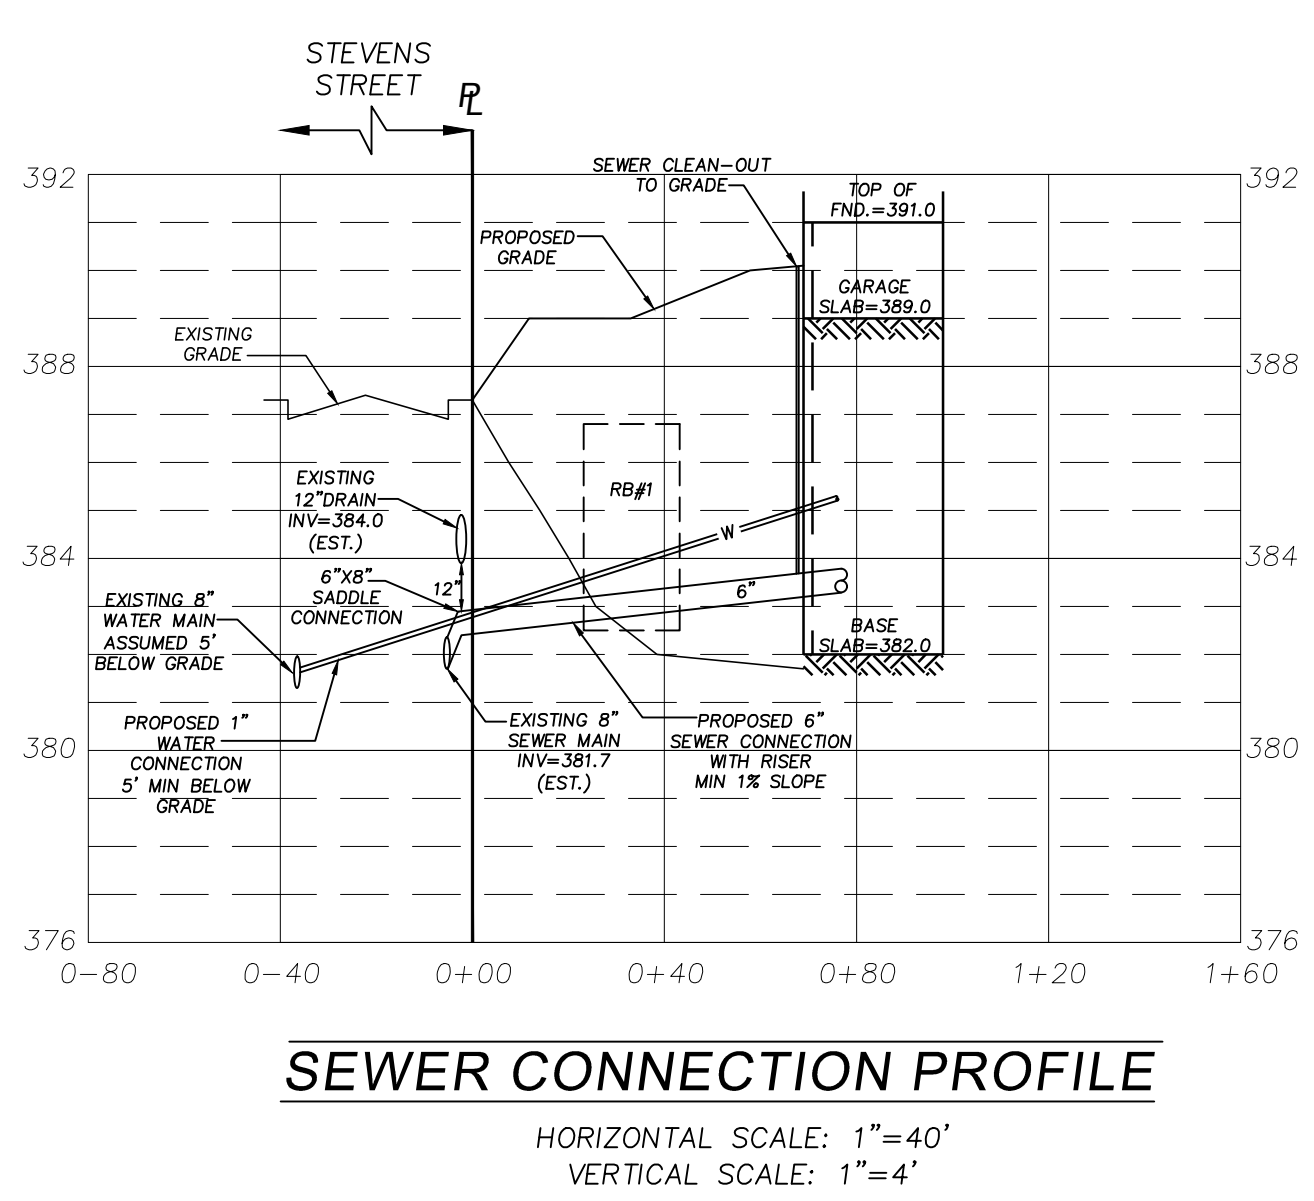 STEVENS
STREET
PL
SEWER CLEAN-OUT
TO GRADE
TOP OF
FND.=391.0
392
392
PROPOSED
GRADE
GARAGE
SLAB=389.0
EXISTING
GRADE
388
388
EXISTING
12"DRAIN
INV=384.0
(EST.)
RB#1
W
384
384
6"X8"
SADDLE
CONNECTION
12"
6"
EXISTING 8"
WATER MAIN
ASSUMED 5'
BELOW GRADE
BASE
SLAB=382.0
PROPOSED 1"
WATER
CONNECTION
5' MIN BELOW
GRADE
EXISTING 8"
SEWER MAIN
INV=381.7
(EST.)
PROPOSED 6"
SEWER CONNECTION
WITH RISER
MIN 1% SLOPE
380
380
376
376
0-80 0-40 0+00 0+40 0+80 1+20 1+60
SEWER CONNECTION PROFILE
HORIZONTAL SCALE: 1"=40'
VERTICAL SCALE: 1"=4'